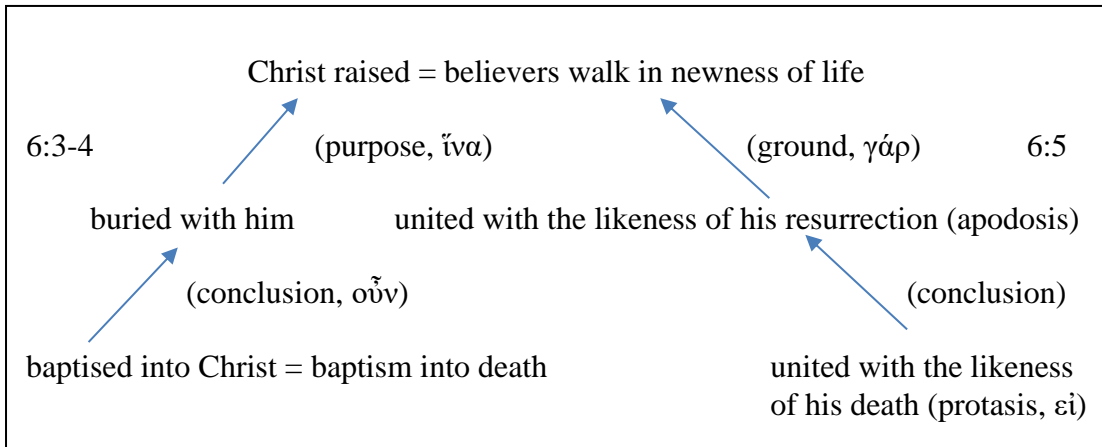 Christ raised = believers walk in newness of life
6:3-4 (purpose, ἵνα) (ground, γάρ) 6:5
buried with him united with the likeness of his resurrection (apodosis)
(conclusion, οὖν) (conclusion)
baptised into Christ = baptism into death united with the likeness
of his death (protasis, εἰ)